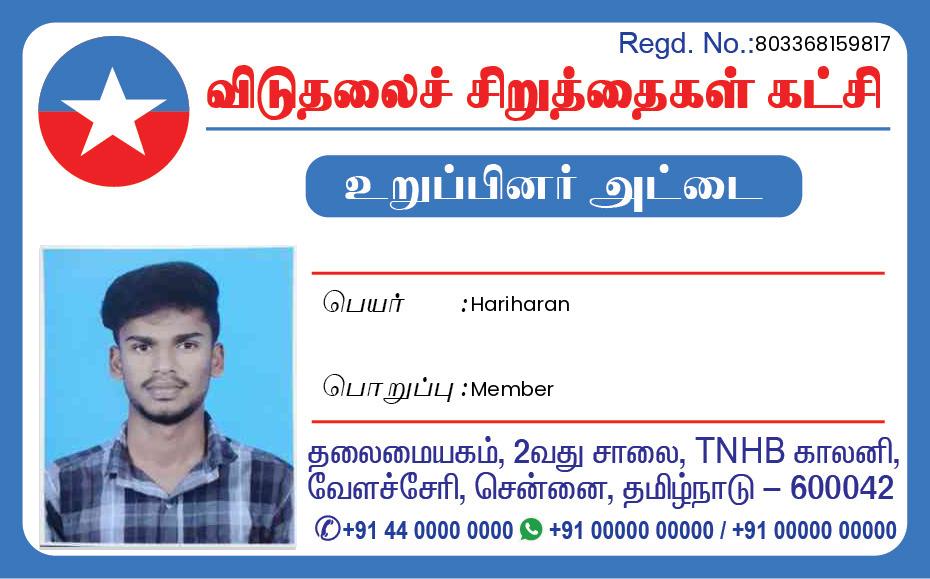 Regd. No.:803368159817
விடுதலைச் சிறுத்தைகள் கட்சி
உறுப்பினர் அட்டை
பெயர் :Hariharan
பொறுப்பு :Member
தலைமையகம், 2வது சாலை, TNHB காலனி,
வேளச்சேரி, சென்னை, தமிழ்நாடு – 600042
+91 44 0000 0000 +91 00000 00000 / +91 00000 00000